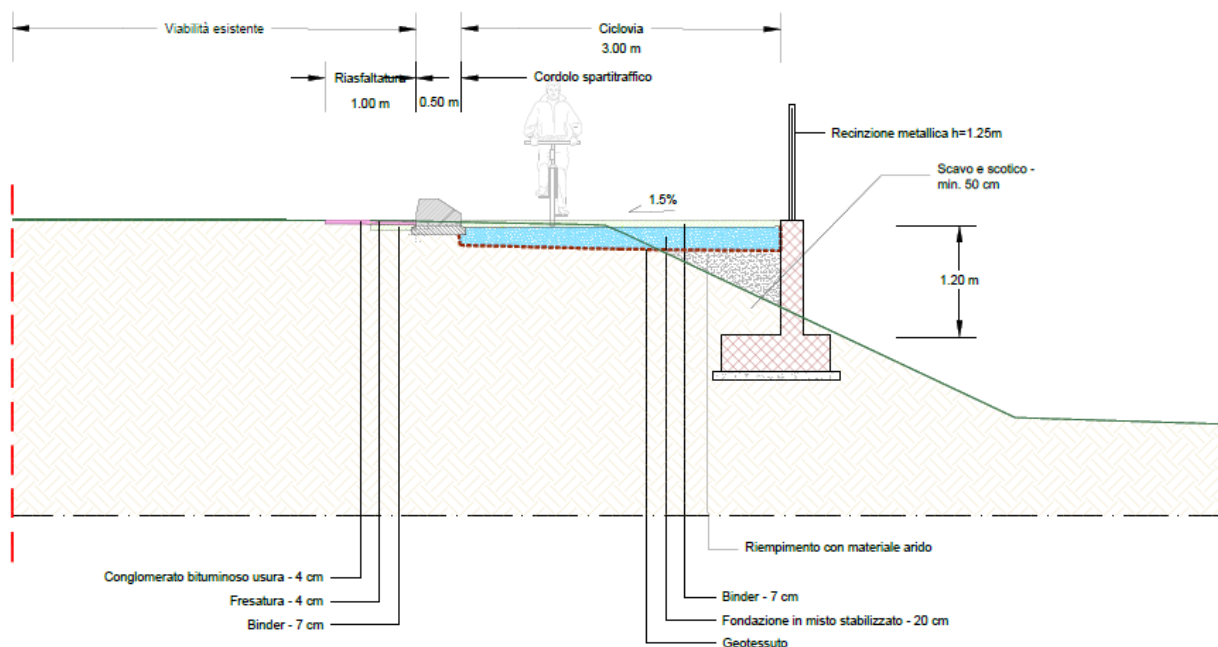 Viabilità esistente
Ciclovia
3.00 m
Riasfaltatura
Cordolo spartitraffico
1.00 m
0.50 m
Recinzione metallica h=1.25m
Scavo e scotico -
min. 50 cm
1.5%
1.20 m
Riempimento con materiale arido
Conglomerato bituminoso usura - 4 cm
Fresatura - 4 cm
Binder - 7 cm
Binder - 7 cm
Fondazione in misto stabilizzato - 20 cm
Geotessuto